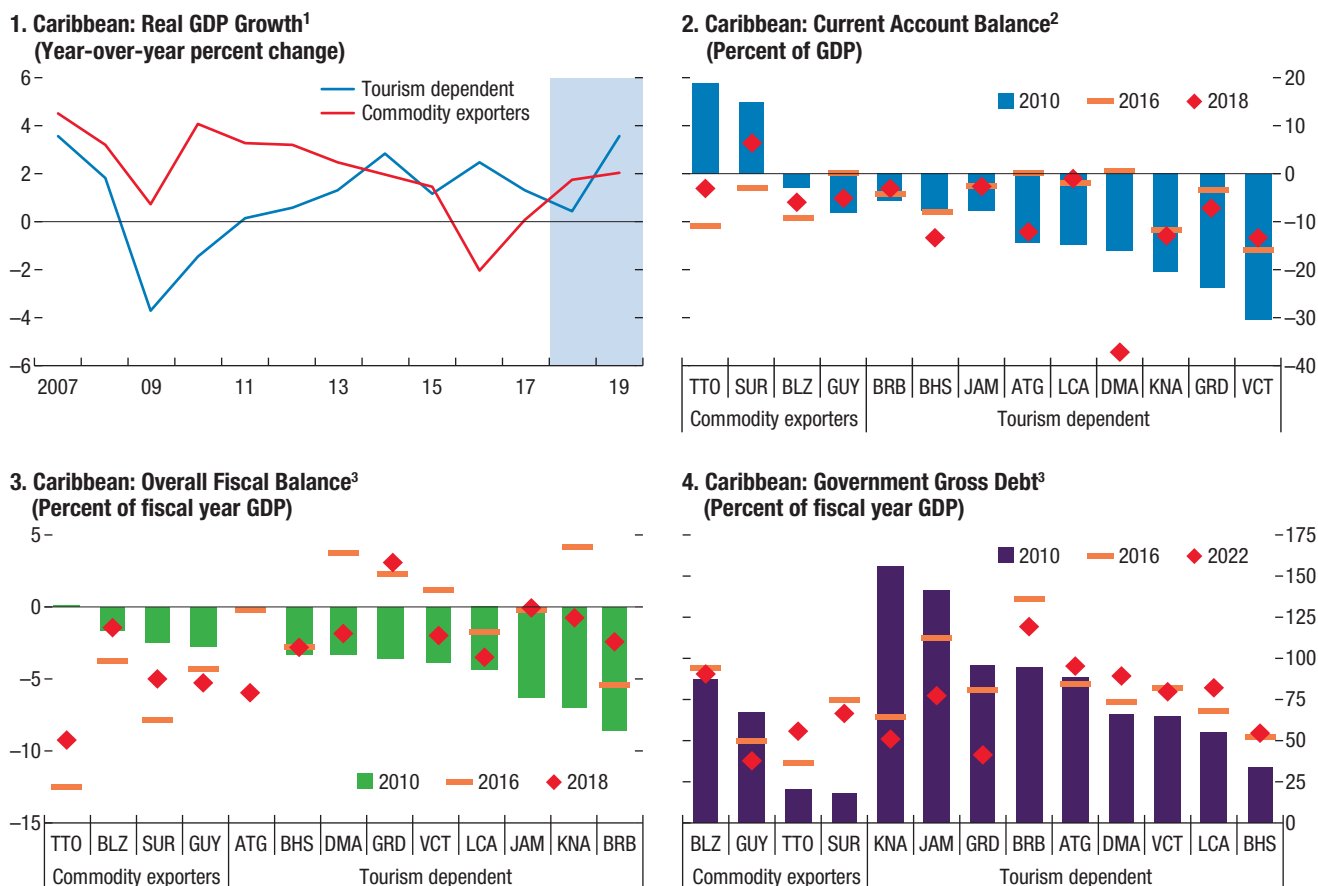 1. Caribbean: Real GDP Growth¹
(Year-over-year percent change)
6
4
2
0
–2
–4
–6
Tourism dependent
Commodity exporters
2007 09 11 13 15 17 19
2. Caribbean: Current Account Balance²
(Percent of GDP)
2010 2016 2018
20
10
0
–10
–20
–30
–40
TTO SUR BLZ GUY BRB BHS JAM ATG LCA DMA KNA GRD VCT
Commodity exporters Tourism dependent
3. Caribbean: Overall Fiscal Balance³
(Percent of fiscal year GDP)
5
0
–5
–10
–15
2010 2016 2018
TTO BLZ SUR GUY ATG BHS DMA GRD VCT LCA JAM KNA BRB
Commodity exporters Tourism dependent
4. Caribbean: Government Gross Debt³
(Percent of fiscal year GDP)
2010 2016 2022
175
150
125
100
75
50
25
0
BLZ GUY TTO SUR KNA JAM GRD BRB ATG DMA VCT LCA BHS
Commodity exporters Tourism dependent